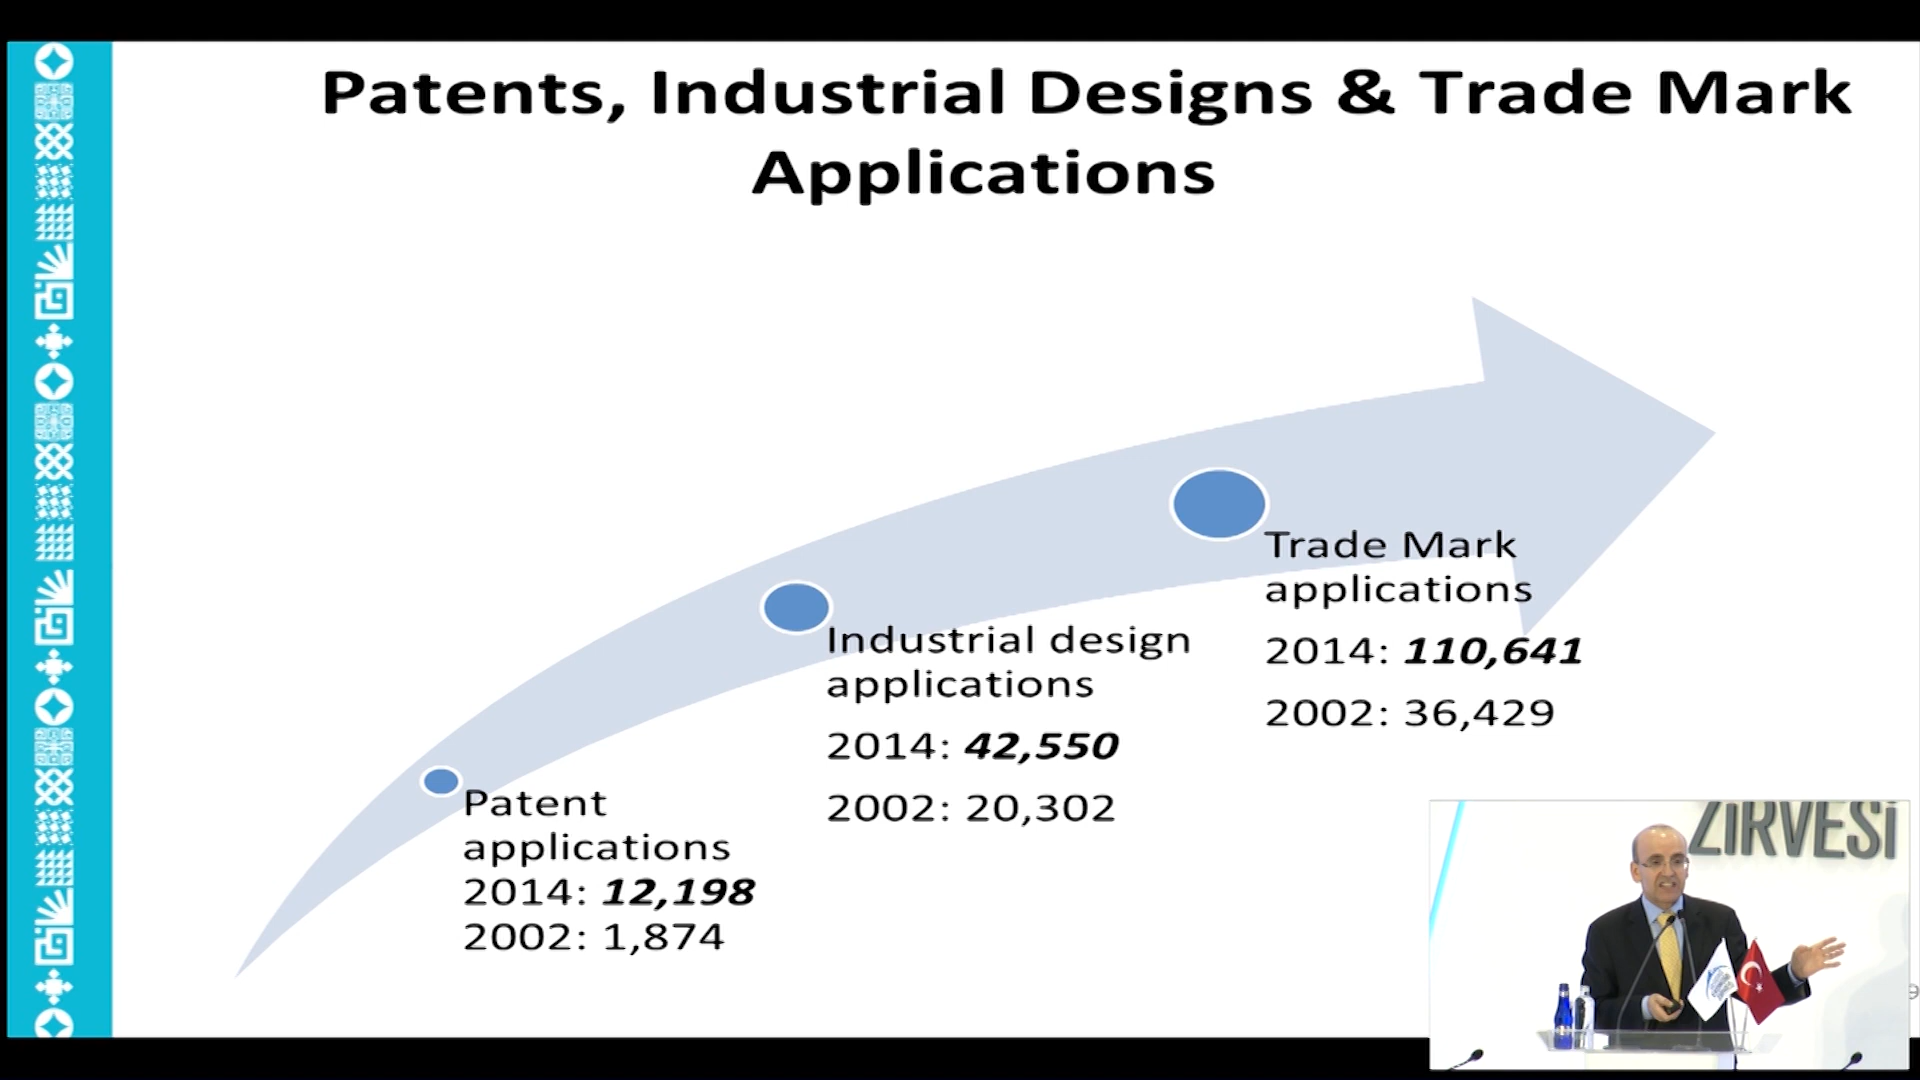 Patents, Industrial Designs & Trade Mark
Applications
Trade Mark
applications
2014: 110,641
2002: 36,429
Industrial design
applications
2014: 42,550
2002: 20,302
Patent
applications
2014: 12,198
2002: 1,874
ZİRVESİ
9